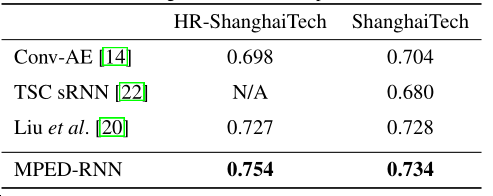 HR-ShanghaiTech ShanghaiTech
Conv-AE [14] 0.698 0.704
TSC sRNN [22] N/A 0.680
Liu et al. [20] 0.727 0.728
MPED-RNN 0.754 0.734